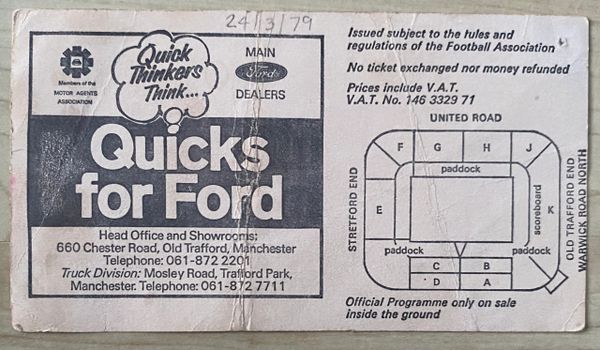 24/3/79
Members of the
MOTOR AGENTS
ASSOCIATION
Quick
Thinkers
Think...
MAIN
Ford
DEALERS
Quicks
for Ford
Head Office and Showrooms:
660 Chester Road, Old Trafford, Manchester
Telephone: 061-872 2201
Truck Division: Mosley Road, Trafford Park,
Manchester. Telephone: 061-872 7711
Issued subject to the rules and
regulations of the Football Association
No ticket exchanged nor money refunded
Prices include V.A.T.
V.A.T. No. 146 3329 71
UNITED ROAD
F G H J
paddock
STRETFORD END
E
scoreboard
K
OLD TRAFFORD END
WARWICK ROAD NORTH
paddock
paddock
C B
D A
Official Programme only on sale
inside the ground